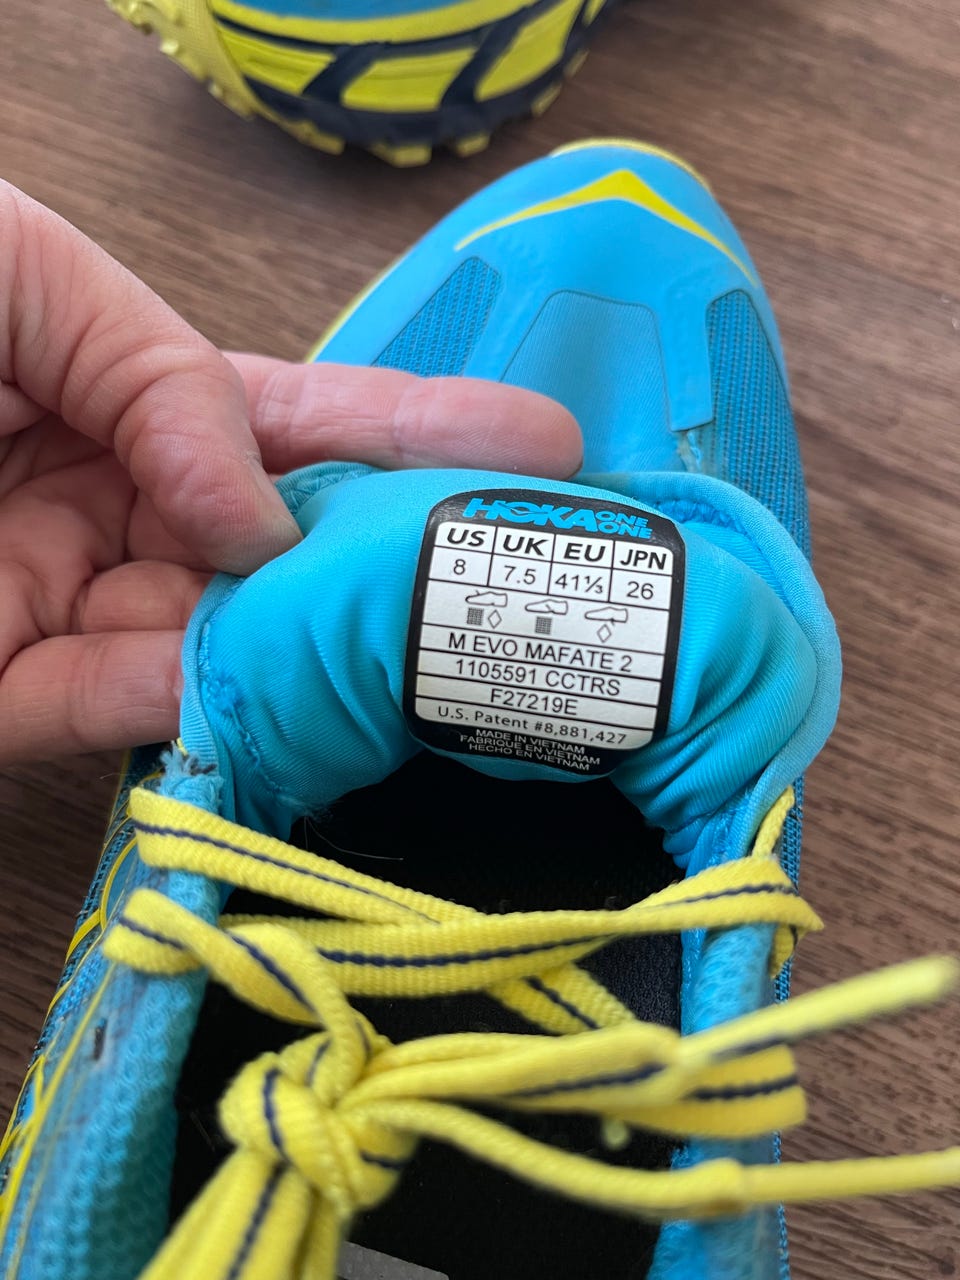 HOKA ONE ONE
US UK EU JPN
8 7.5 41⅓ 26
M EVO MAFATE 2
1105591 CCTRS
F27219E
U.S. Patent #8,881,427
MADE IN VIETNAM
FABRIQUE EN VIETNAM
HECHO EN VIETNAM